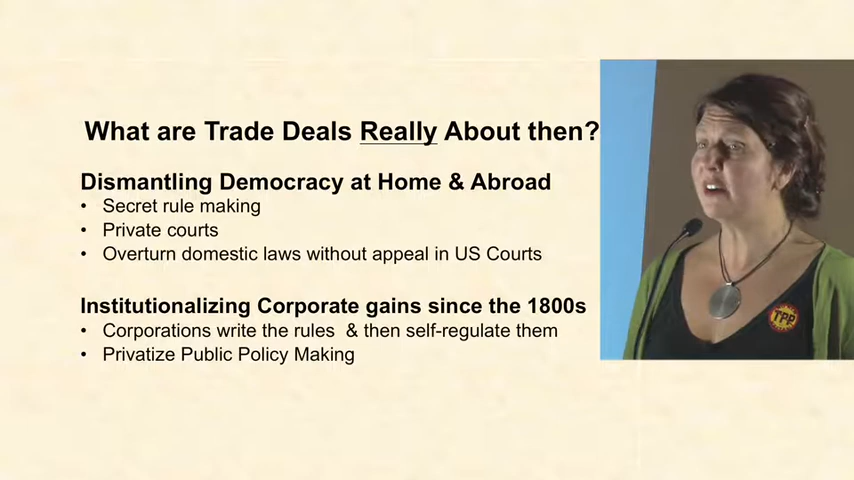 What are Trade Deals Really About then?
Dismantling Democracy at Home & Abroad
• Secret rule making
• Private courts
• Overturn domestic laws without appeal in US Courts
Institutionalizing Corporate gains since the 1800s
• Corporations write the rules & then self-regulate them
• Privatize Public Policy Making
TPP